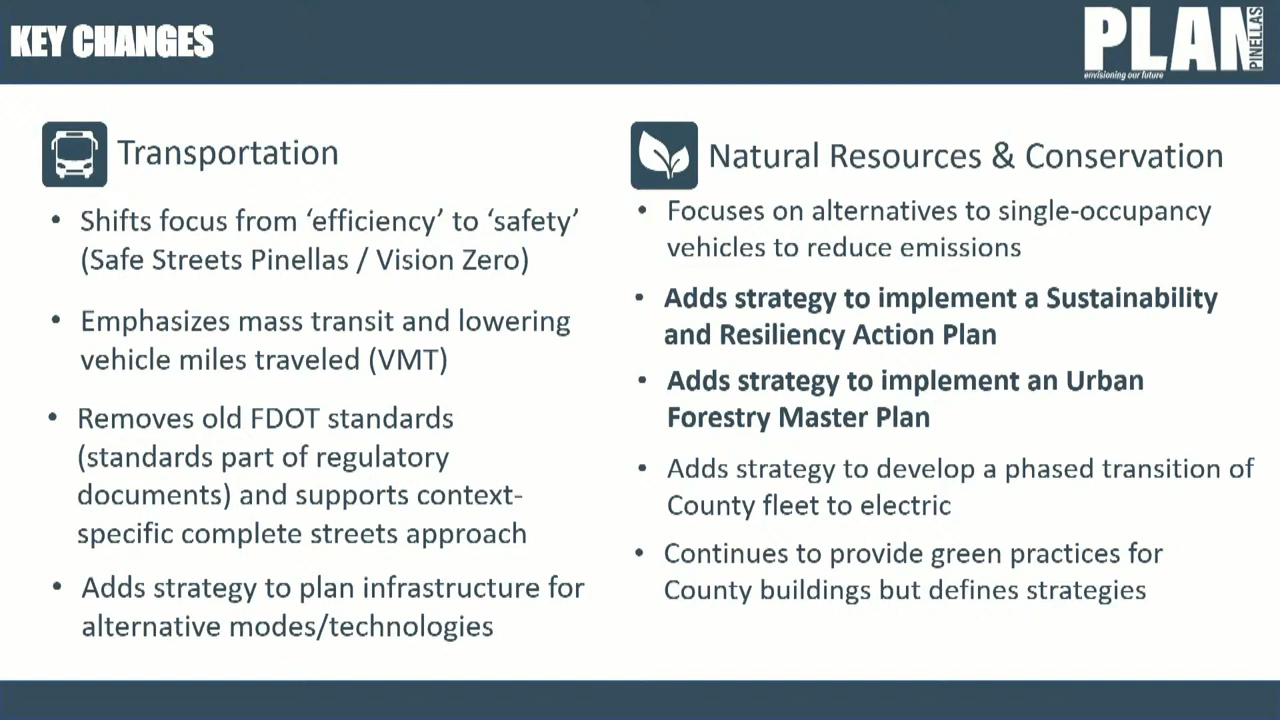 KEY CHANGES
PLAN
PINELLAS
envisioning our future
Transportation
• Shifts focus from ‘efficiency’ to ‘safety’
(Safe Streets Pinellas / Vision Zero)
• Emphasizes mass transit and lowering
vehicle miles traveled (VMT)
• Removes old FDOT standards
(standards part of regulatory
documents) and supports context-
specific complete streets approach
• Adds strategy to plan infrastructure for
alternative modes/technologies
Natural Resources & Conservation
• Focuses on alternatives to single-occupancy
vehicles to reduce emissions
• Adds strategy to implement a Sustainability
and Resiliency Action Plan
• Adds strategy to implement an Urban
Forestry Master Plan
• Adds strategy to develop a phased transition of
County fleet to electric
• Continues to provide green practices for
County buildings but defines strategies